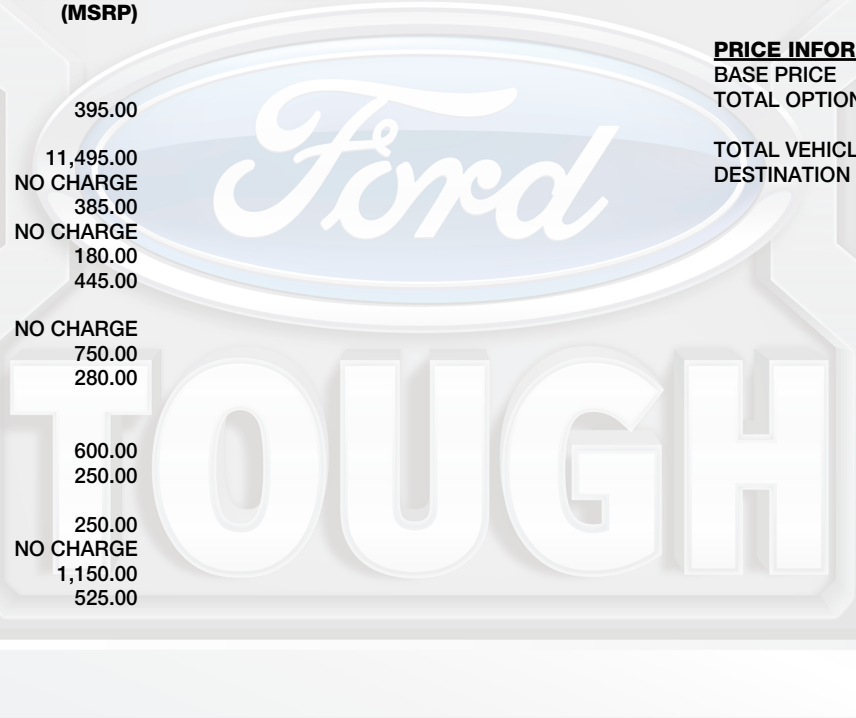 (MSRP)
395.00
11,495.00
NO CHARGE
385.00
NO CHARGE
180.00
445.00
NO CHARGE
750.00
280.00
600.00
250.00
250.00
NO CHARGE
1,150.00
525.00
PRICE INFOR
BASE PRICE
TOTAL OPTION
TOTAL VEHICL
DESTINATION
Ford
TOUGH